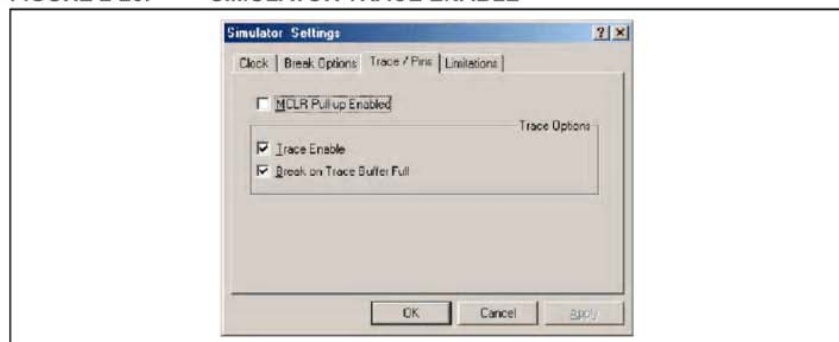 Simulator Settings
Clock
Break Options
Trace / Pins
Limitations
MCLR Pull-up Enabled
Trace Options
Trace Enable
Break on Trace Buffer Full
OK
Cancel
Apply